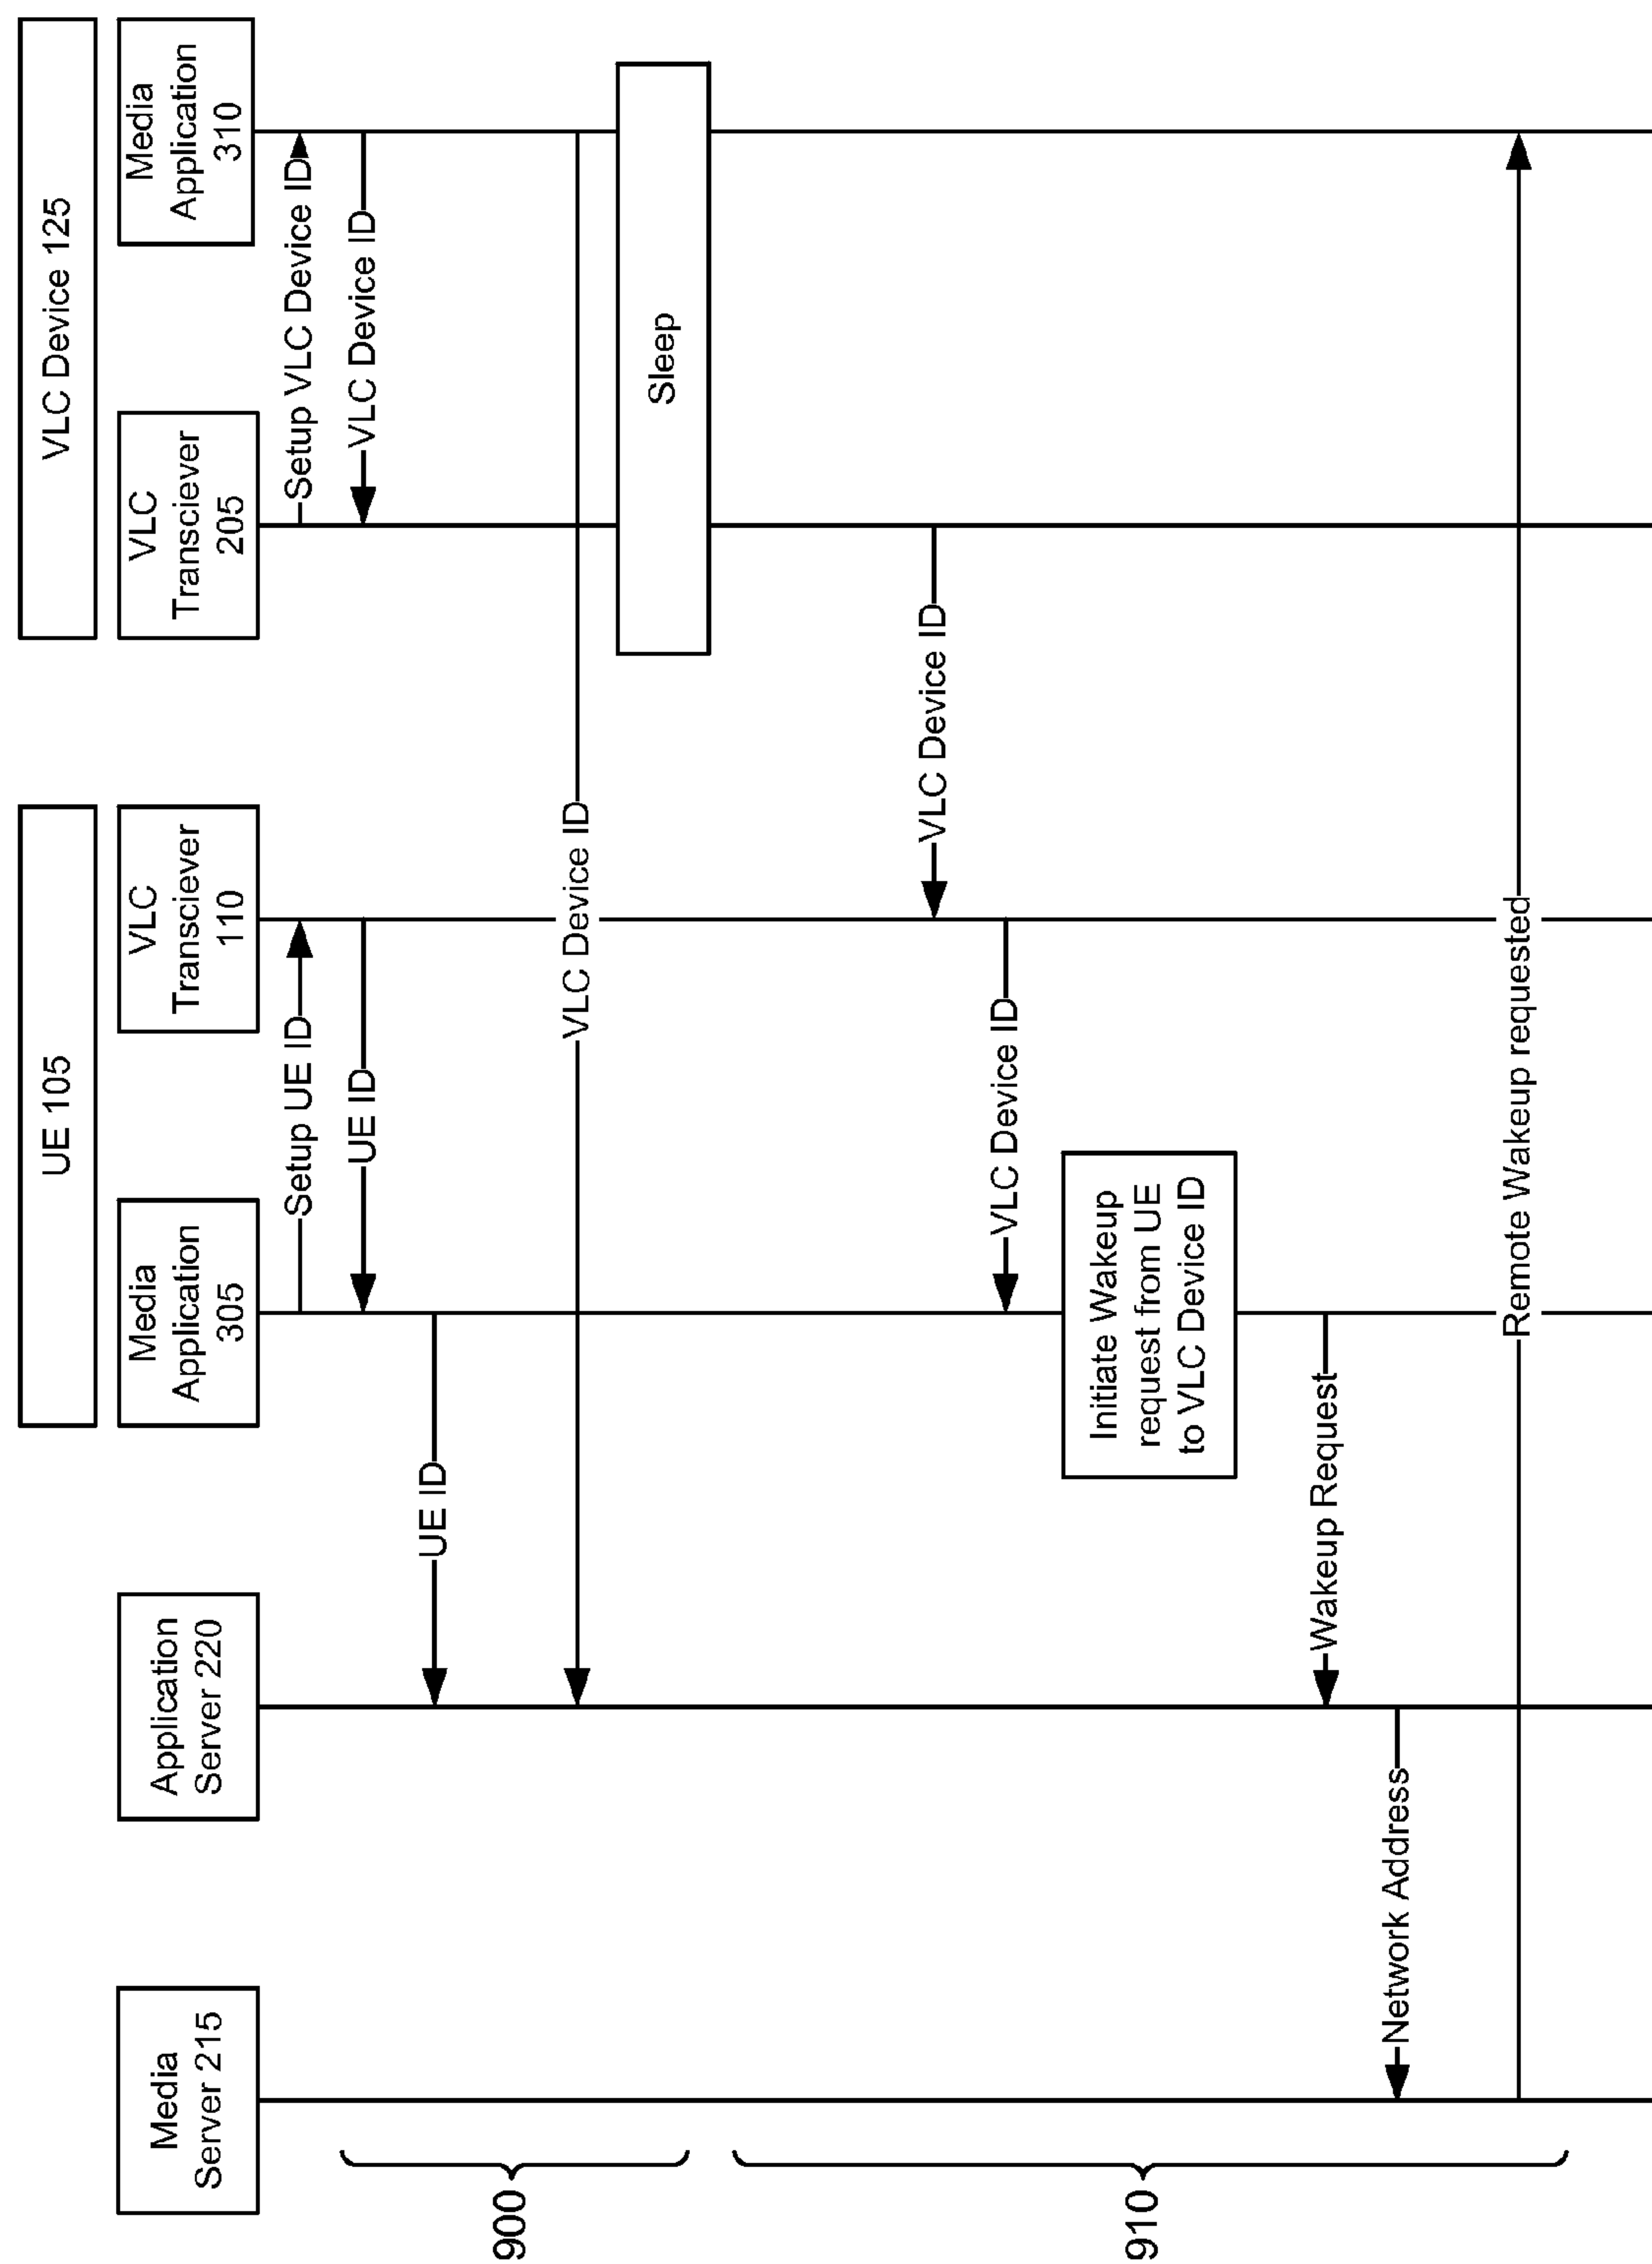 UE 105
VLC Device 125
Media
Server 215
Application
Server 220
Media
Application
305
VLC
Transciever
110
VLC
Transciever
205
Media
Application
310
Setup UE ID
Setup VLC Device ID
UE ID
VLC Device ID
UE ID
VLC Device ID
Sleep
900
VLC Device ID
VLC Device ID
Initiate Wakeup
request from UE
to VLC Device ID
Wakeup Request
Network Address
Remote Wakeup requested
910